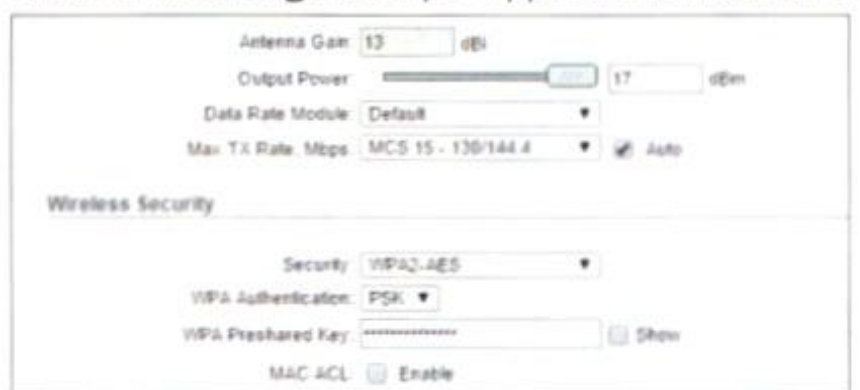 Antenna Gain: 13 dBi
Output Power: 17 dBm
Data Rate Module: Default
Max TX Rate, Mbps: MCS 15 - 130/144.4 Auto
Wireless Security
Security: WPA2-AES
WPA Authentication: PSK
WPA Preshared Key: •••••••••••••• Show
MAC ACL: Enable